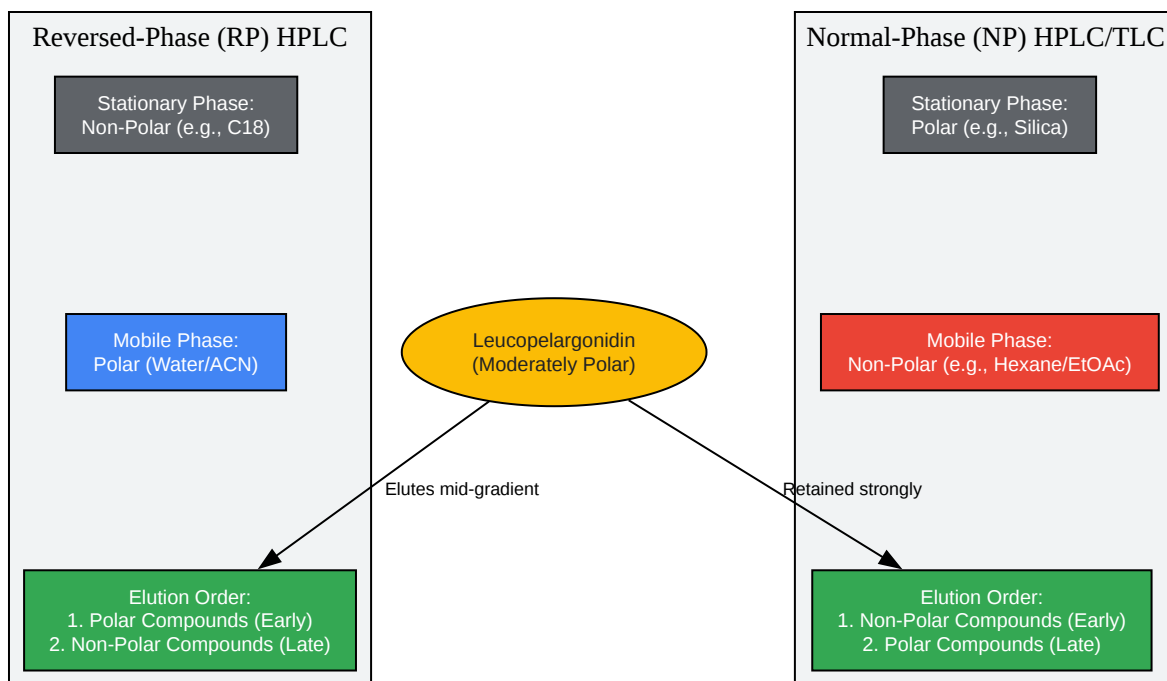 Reversed-Phase (RP) HPLC
Stationary Phase:
Non-Polar (e.g., C18)
Mobile Phase:
Polar (Water/ACN)
Elution Order:
1. Polar Compounds (Early)
2. Non-Polar Compounds (Late)
Leucopelargonidin
(Moderately Polar)
Elutes mid-gradient
Retained strongly
Normal-Phase (NP) HPLC/TLC
Stationary Phase:
Polar (e.g., Silica)
Mobile Phase:
Non-Polar (e.g., Hexane/EtOAc)
Elution Order:
1. Non-Polar Compounds (Early)
2. Polar Compounds (Late)